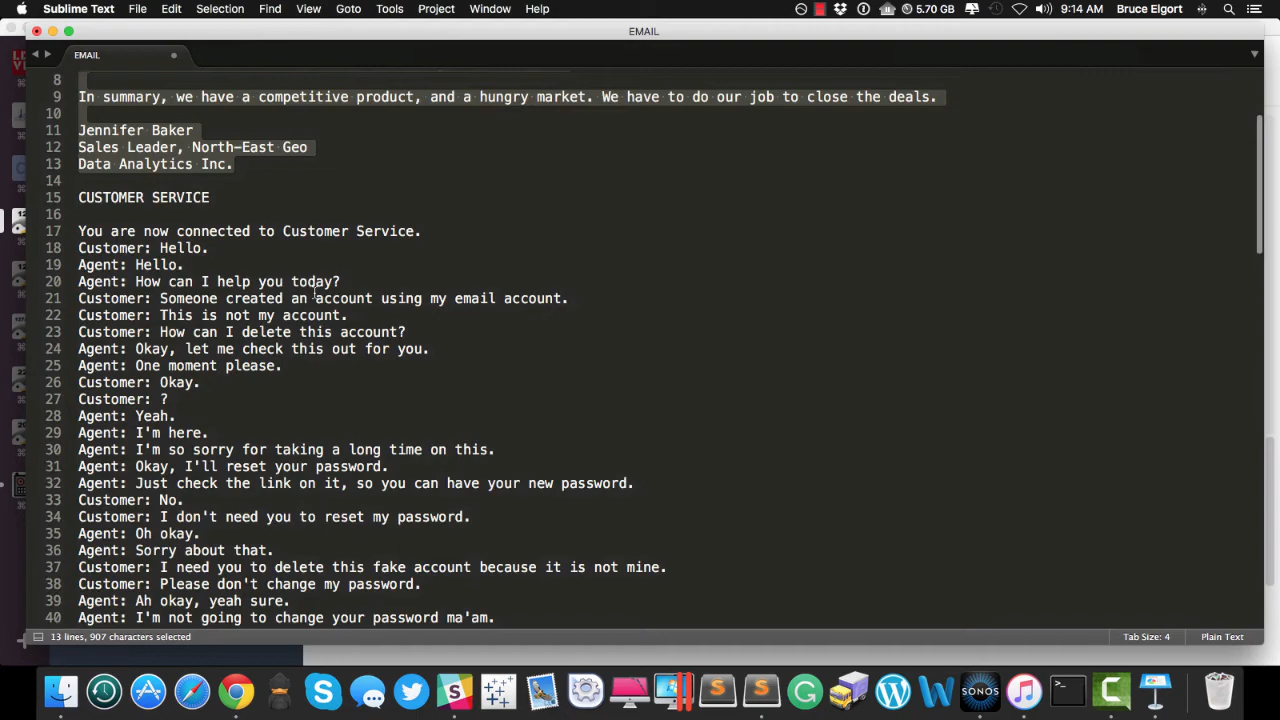 Sublime Text File Edit Selection Find View Goto Tools Project Window Help 5.70 GB 9:14 AM Bruce Elgort
EMAIL
EMAIL
8
9 In summary, we have a competitive product, and a hungry market. We have to do our job to close the deals.
10
11 Jennifer Baker
12 Sales Leader, North-East Geo
13 Data Analytics Inc.
14
15 CUSTOMER SERVICE
16
17 You are now connected to Customer Service.
18 Customer: Hello.
19 Agent: Hello.
20 Agent: How can I help you today?
21 Customer: Someone created an account using my email account.
22 Customer: This is not my account.
23 Customer: How can I delete this account?
24 Agent: Okay, let me check this out for you.
25 Agent: One moment please.
26 Customer: Okay.
27 Customer: ?
28 Agent: Yeah.
29 Agent: I'm here.
30 Agent: I'm so sorry for taking a long time on this.
31 Agent: Okay, I'll reset your password.
32 Agent: Just check the link on it, so you can have your new password.
33 Customer: No.
34 Customer: I don't need you to reset my password.
35 Agent: Oh okay.
36 Agent: Sorry about that.
37 Customer: I need you to delete this fake account because it is not mine.
38 Customer: Please don't change my password.
39 Agent: Ah okay, yeah sure.
40 Agent: I'm not going to change your password ma'am.
13 lines, 907 characters selected Tab Size: 4 Plain Text
SONOS